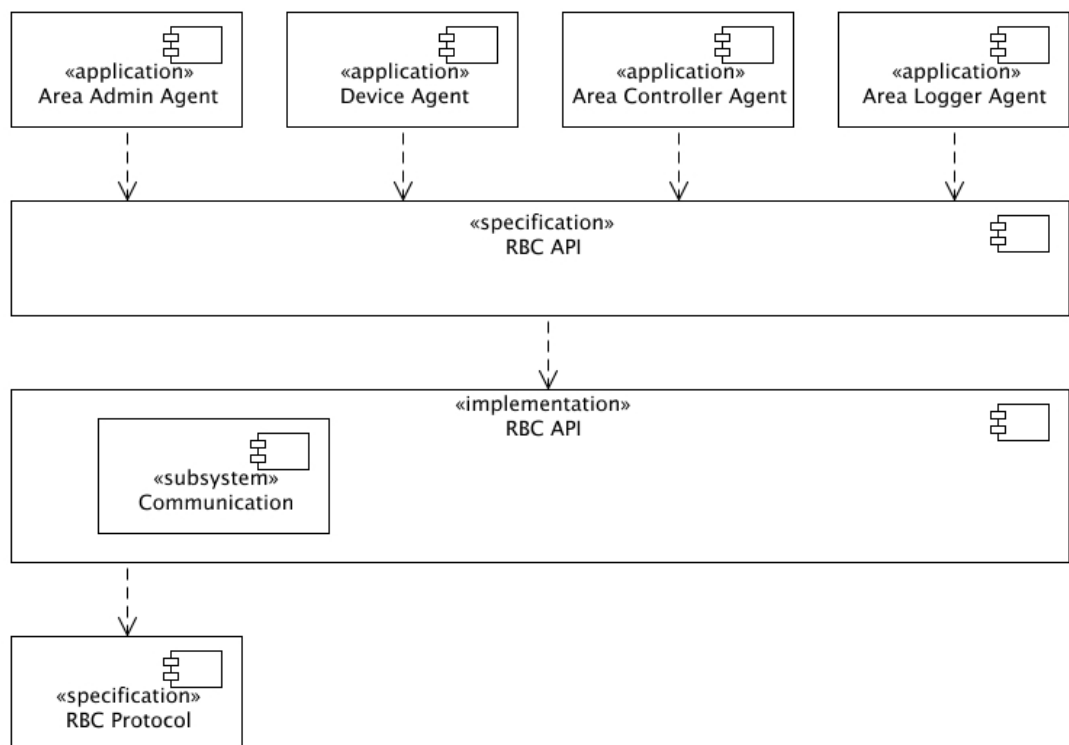 «application»
Area Admin Agent
«application»
Device Agent
«application»
Area Controller Agent
«application»
Area Logger Agent
«specification»
RBC API
«implementation»
RBC API
«subsystem»
Communication
«specification»
RBC Protocol